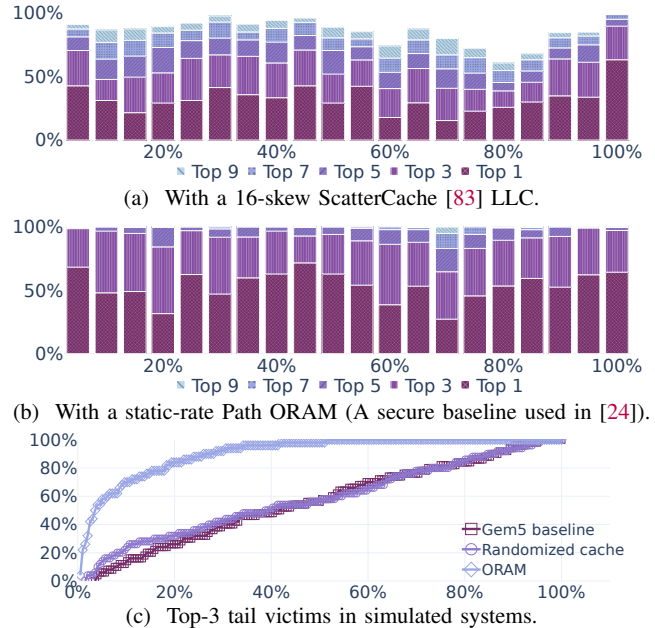 100%
50%
0%
20% 40% 60% 80% 100%
Top 9 Top 7 Top 5 Top 3 Top 1
(a) With a 16-skew ScatterCache [83] LLC.
100%
50%
0%
20% 40% 60% 80% 100%
Top 9 Top 7 Top 5 Top 3 Top 1
(b) With a static-rate Path ORAM (A secure baseline used in [24]).
100%
80%
60%
40%
20%
0%
Gem5 baseline
Randomized cache
ORAM
0% 20% 40% 60% 80% 100%
(c) Top-3 tail victims in simulated systems.